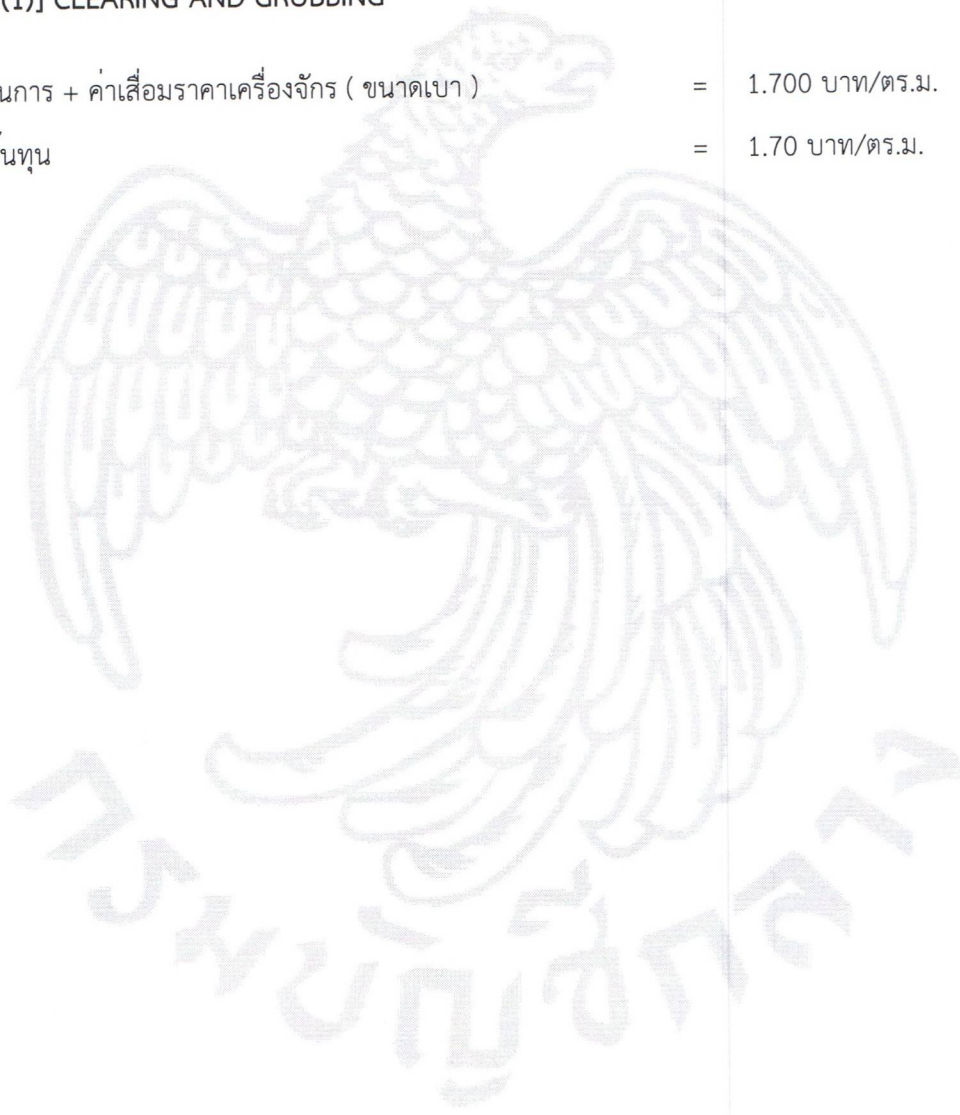 (1)] CLEARING AND GRUBBING
นการ + ค่าเสื่อมราคาเครื่องจักร ( ขนาดเบา ) = 1.700 บาท/ตร.ม.
้นทุน = 1.70 บาท/ตร.ม.
กรมบัญชีกลาง